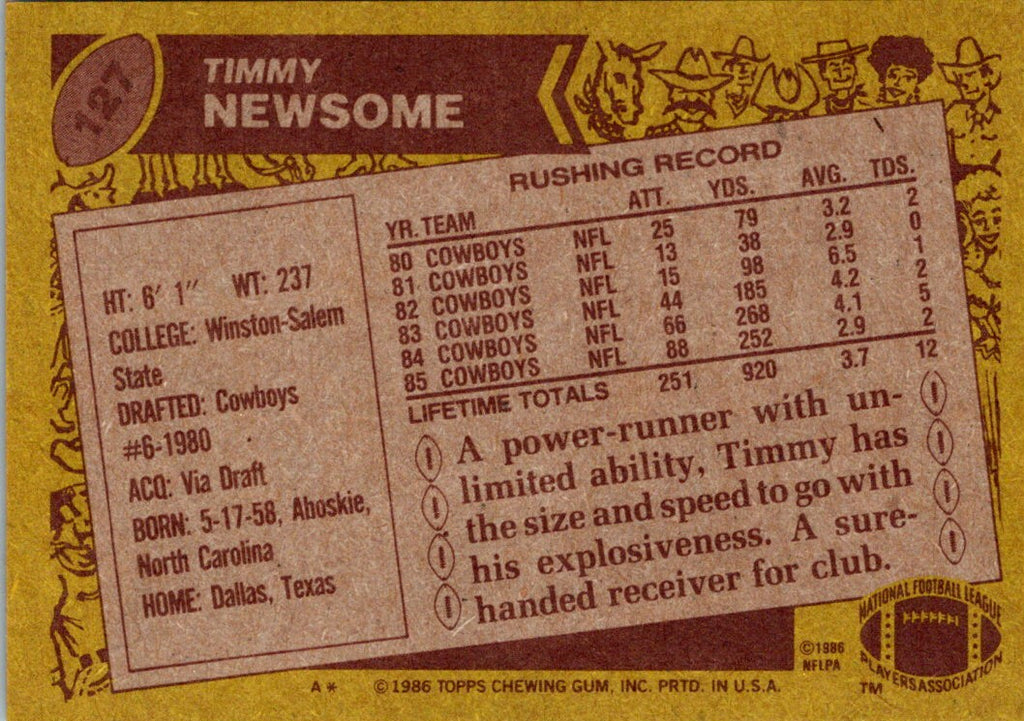 127
TIMMY
NEWSOME
HT: 6' 1" WT: 237
COLLEGE: Winston-Salem
State
DRAFTED: Cowboys
#6-1980
ACQ: Via Draft
BORN: 5-17-58, Ahoskie,
North Carolina
HOME: Dallas, Texas
RUSHING RECORD
YR. TEAM ATT. YDS. AVG. TDS.
80 COWBOYS NFL 25 79 3.2 2
81 COWBOYS NFL 13 38 2.9 0
82 COWBOYS NFL 15 98 6.5 1
83 COWBOYS NFL 44 185 4.2 2
84 COWBOYS NFL 66 268 4.1 5
85 COWBOYS NFL 88 252 2.9 2
LIFETIME TOTALS 251 920 3.7 12
A power-runner with un-
limited ability, Timmy has
the size and speed to go with
his explosiveness. A sure-
handed receiver for club.
©1986
NFLPA
NATIONAL FOOTBALL LEAGUE
PLAYERS ASSOCIATION
TM
A* ©1986 TOPPS CHEWING GUM, INC. PRTD. IN U.S.A.